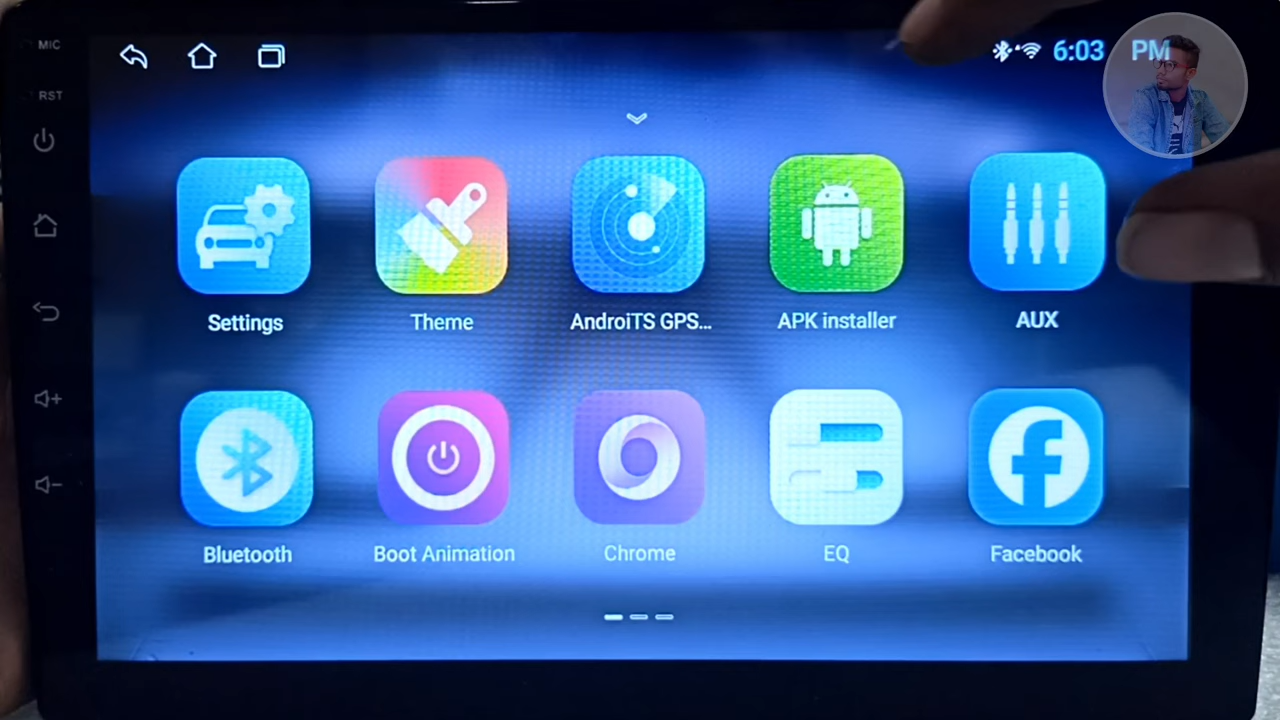 MIC
RST
6:03 PM
Settings
Theme
AndroiTS GPS...
APK installer
AUX
Bluetooth
Boot Animation
Chrome
EQ
Facebook